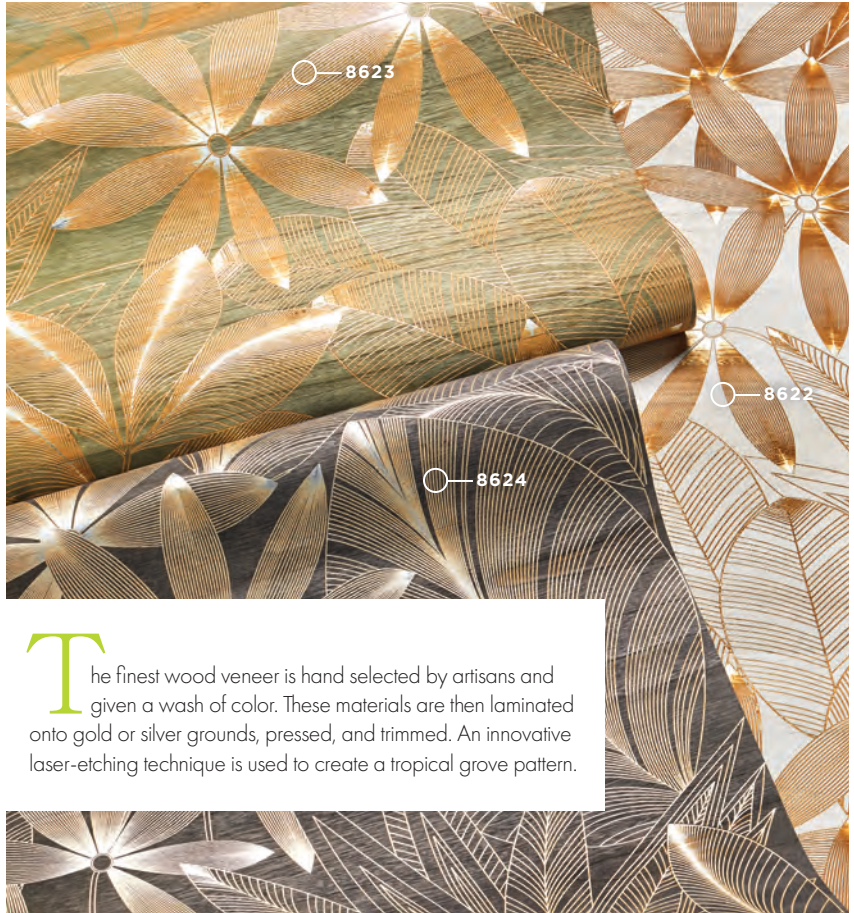 8623
8622
8624
The finest wood veneer is hand selected by artisans and
given a wash of color. These materials are then laminated
onto gold or silver grounds, pressed, and trimmed. An innovative
laser-etching technique is used to create a tropical grove pattern.